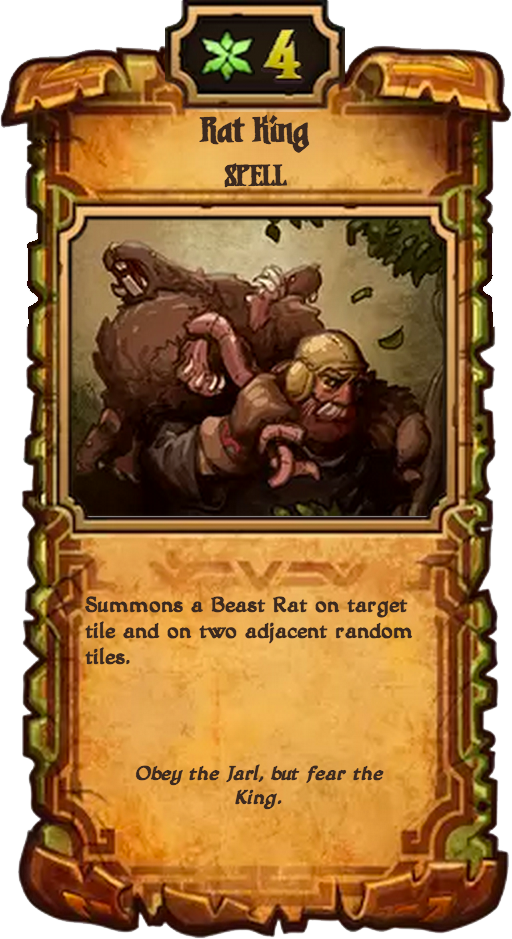 4
Rat King
SPELL
Summons a Beast Rat on target
tile and on two adjacent random
tiles.
Obey the Jarl, but fear the
King.